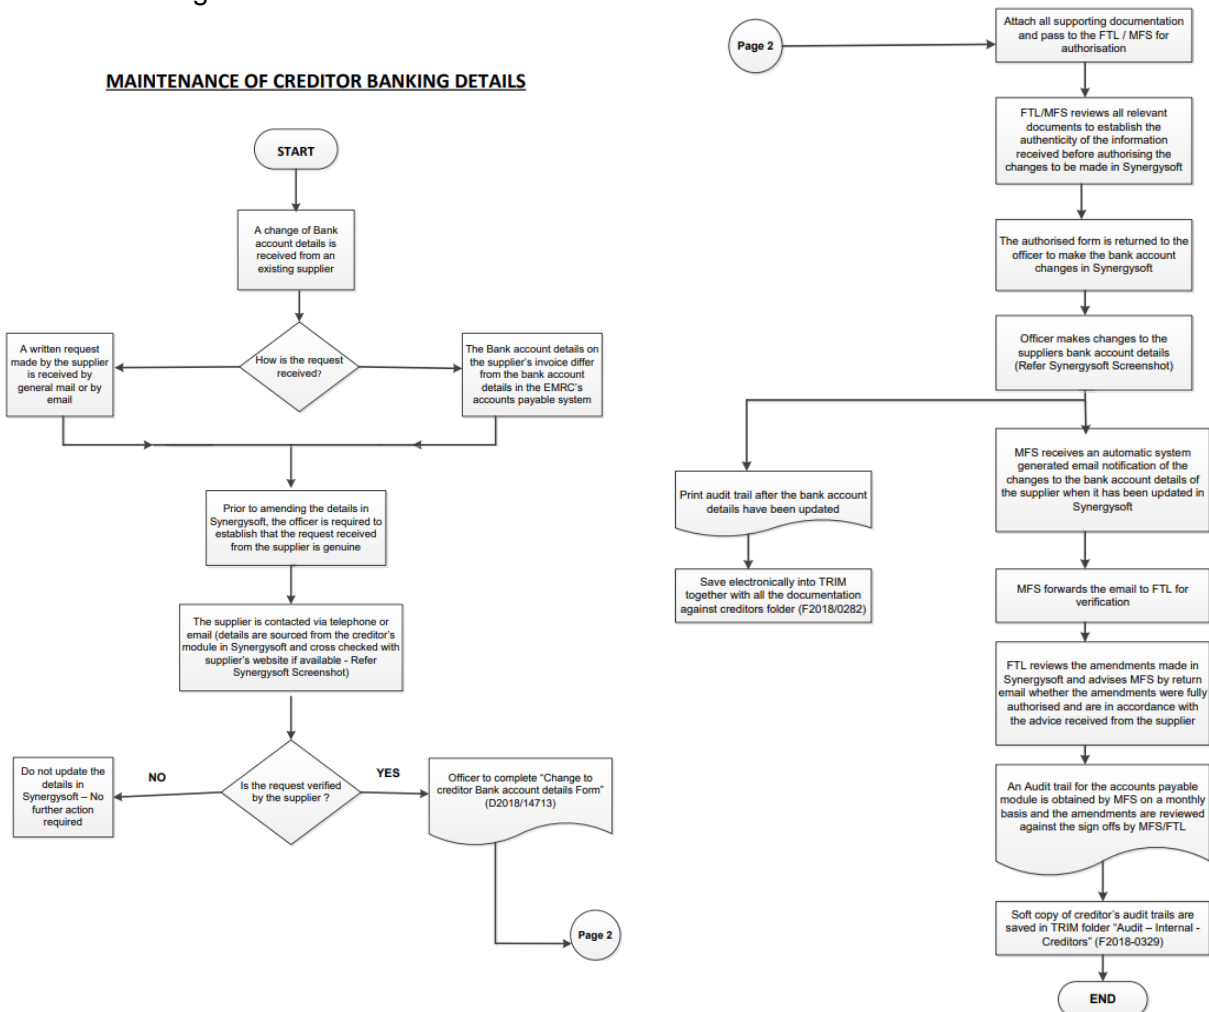 MAINTENANCE OF CREDITOR BANKING DETAILS
START
A change of Bank
account details is
received from an
existing supplier
How is the request
received?
A written request
made by the supplier
is received by
general mail or by
email
The Bank account details on
the supplier's invoice differ
from the bank account
details in the EMRC's
accounts payable system
Prior to amending the details in
Synergysoft, the officer is required to
establish that the request received
from the supplier is genuine
The supplier is contacted via telephone or
email (details are sourced from the creditor's
module in Synergysoft and cross checked with
supplier's website if available - Refer
Synergysoft Screenshot)
Is the request verified
by the supplier ?
NO
Do not update the
details in
Synergysoft – No
further action
required
YES
Officer to complete “Change to
creditor Bank account details Form”
(D2018/14713)
Page 2
Page 2
Attach all supporting documentation
and pass to the FTL / MFS for
authorisation
FTL/MFS reviews all relevant
documents to establish the
authenticity of the information
received before authorising the
changes to be made in Synergysoft
The authorised form is returned to the
officer to make the bank account
changes in Synergysoft
Officer makes changes to the
suppliers bank account details
(Refer Synergysoft Screenshot)
Print audit trail after the bank account
details have been updated
Save electronically into TRIM
together with all the documentation
against creditors folder (F2018/0282)
MFS receives an automatic system
generated email notification of the
changes to the bank account details of
the supplier when it has been updated in
Synergysoft
MFS forwards the email to FTL for
verification
FTL reviews the amendments made in
Synergysoft and advises MFS by return
email whether the amendments were fully
authorised and are in accordance with
the advice received from the supplier
An Audit trail for the accounts payable
module is obtained by MFS on a monthly
basis and the amendments are reviewed
against the sign offs by MFS/FTL
Soft copy of creditor's audit trails are
saved in TRIM folder “Audit – Internal -
Creditors” (F2018-0329)
END